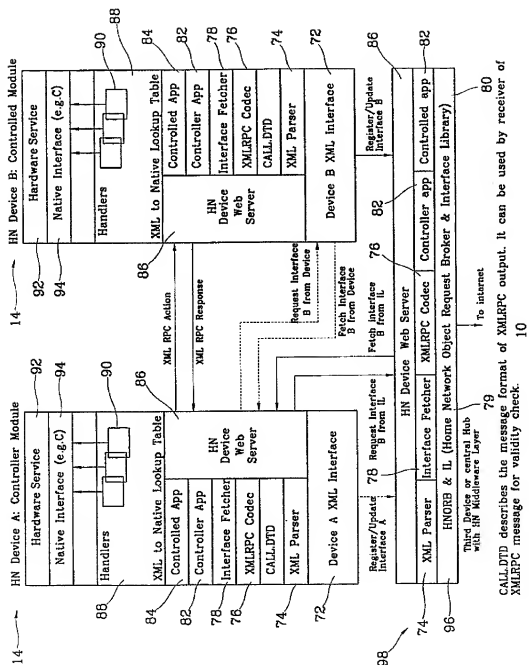 HN Device A: Controller Module
14
92
Hardware Service
94
Native Interface (e.g.C)
90
Handlers
88
XML to Native Lookup Table
86
84
Controlled App
82
Controller App
78
Interface Fetcher
76
XMLRPC Codec
CALL.DTD
74
XML Parser
HN
Device
Web
Server
72
Device A XML Interface
XML RPC Action
XML RPC Response
Request Interface
B from Device
Fetch Interface
B from Device
Fetch Interface
B from IL
Request Interface
B from IL
Register/Update
Interface A
HN Device B: Controlled Module
14
92
Hardware Service
94
Native Interface (e.g.C)
90
Handlers
88
XML to Native Lookup Table
86
HN
Device
Web
Server
Controlled App
84
Controller App
82
Interface Fetcher
78
XMLRPC Codec
76
CALL.DTD
XML Parser
74
Device B XML Interface
72
Register/Update
Interface B
98
HN Device Web Server
86
74
XML Parser
78
Interface Fetcher
XMLRPC Codec
76
Controller app
82
Controlled app
82
96
HNORB & IL (Home Network Object Request Broker & Interface Library)
80
79
Third Device or central Hub
with HN Middleware Layer
To internet
CALL.DTD describes the message format of XMLRPC output. It can be used by receiver of
XMLRPC message for validity check.
10